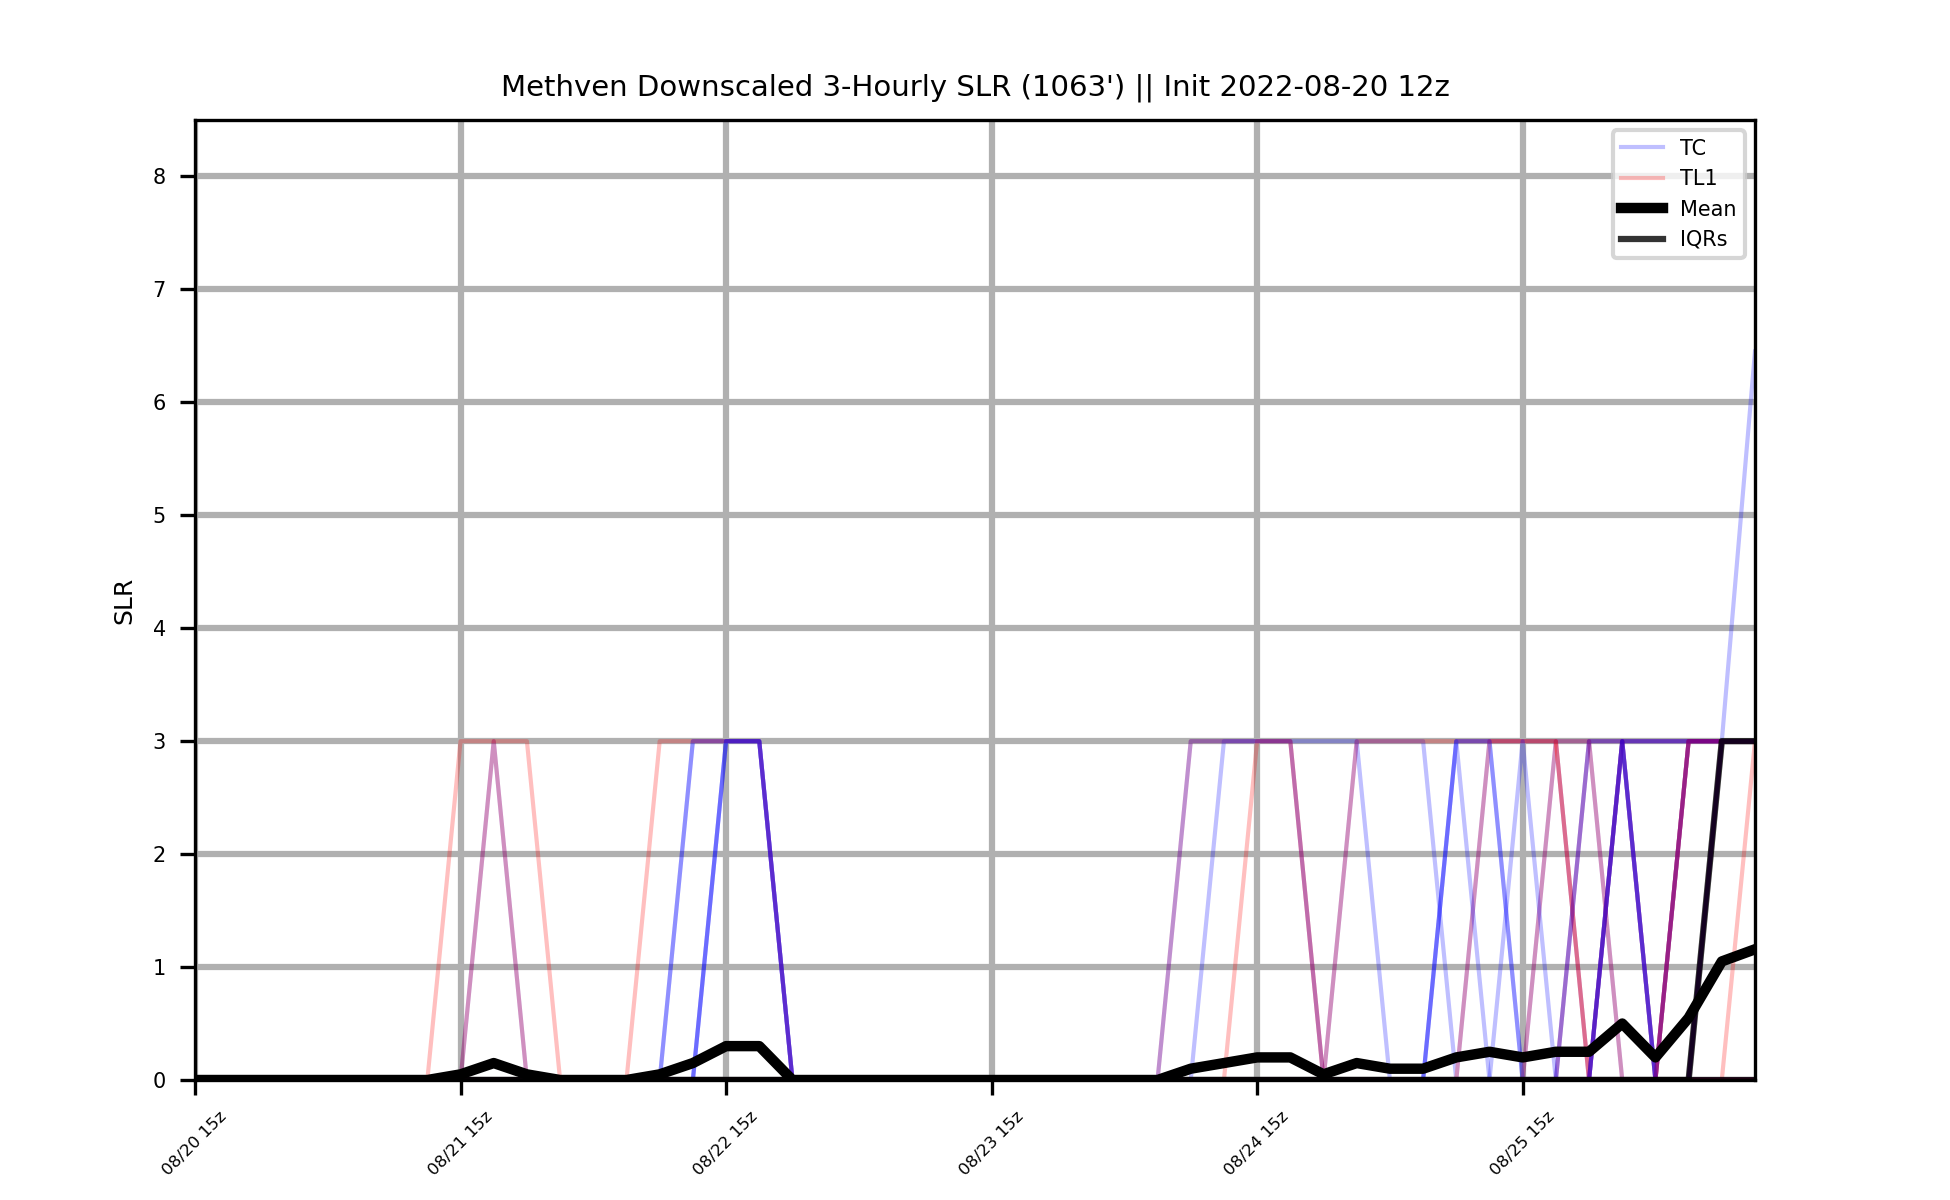 Methven Downscaled 3-Hourly SLR (1063') || Init 2022-08-20 12z
TC
TL1
Mean
IQRs
8
7
6
5
4
3
2
1
0
SLR
08/20 15z
08/21 15z
08/22 15z
08/23 15z
08/24 15z
08/25 15z